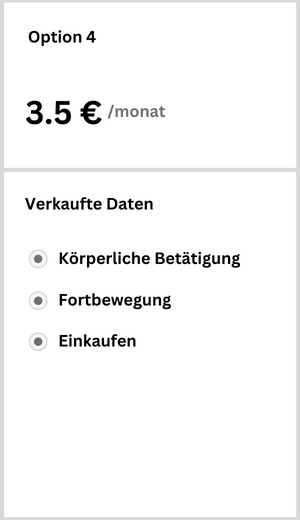 Option 4
3.5 € /monat
Verkaufte Daten
Körperliche Betätigung
Fortbewegung
Einkaufen